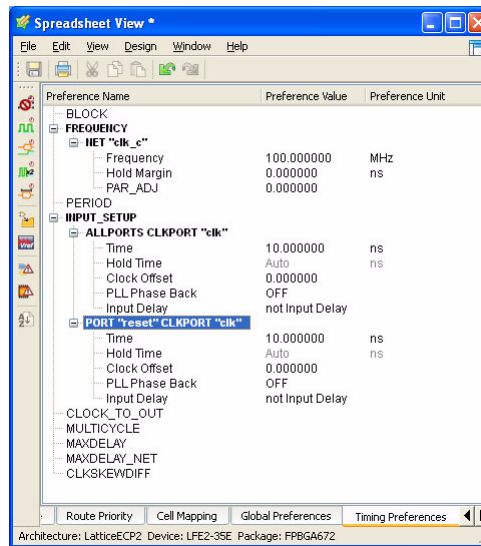 Spreadsheet View *
File Edit View Design Window Help
Preference Name Preference Value Preference Unit
BLOCK
FREQUENCY
NET "clk_c"
Frequency 100.000000 MHz
Hold Margin 0.000000 ns
PAR_ADJ 0.000000
PERIOD
INPUT_SETUP
ALLPORTS CLKPORT "clk"
Time 10.000000 ns
Hold Time Auto ns
Clock Offset 0.000000
PLL Phase Back OFF
Input Delay not Input Delay
PORT "reset" CLKPORT "clk"
Time 10.000000 ns
Hold Time Auto ns
Clock Offset 0.000000
PLL Phase Back OFF
Input Delay not Input Delay
CLOCK_TO_OUT
MULTICYCLE
MAXDELAY
MAXDELAY_NET
CLKSKEWDIFF
Route Priority Cell Mapping Global Preferences Timing Preferences
Architecture: LatticeECP2 Device: LFE2-35E Package: FPBGA672